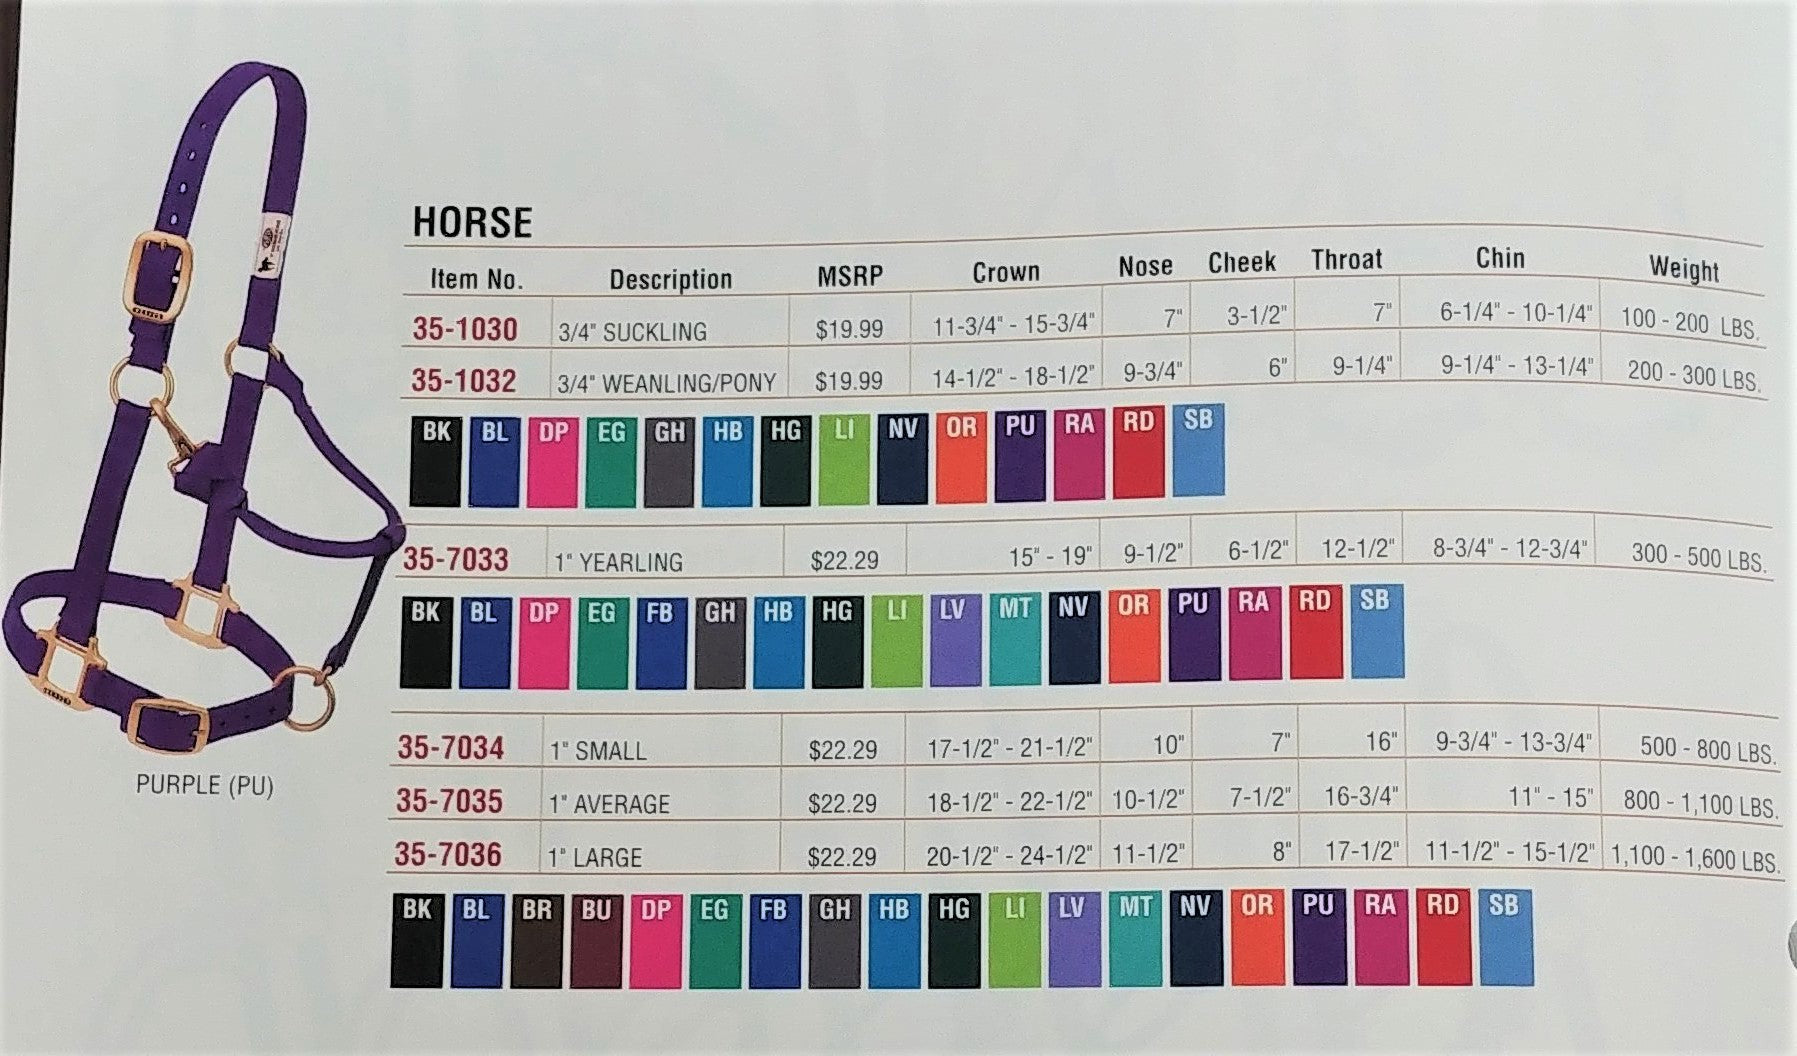 HORSE
Item No. Description MSRP Crown Nose Cheek Throat Chin Weight
35-1030 3/4" SUCKLING $19.99 11-3/4" - 15-3/4" 7" 3-1/2" 7" 6-1/4" - 10-1/4" 100 - 200 LBS.
35-1032 3/4" WEANLING/PONY $19.99 14-1/2" - 18-1/2" 9-3/4" 6" 9-1/4" 9-1/4" - 13-1/4" 200 - 300 LBS.
BK BL DP EG GH HB HG LI NV OR PU RA RD SB
35-7033 1" YEARLING $22.29 15" - 19" 9-1/2" 6-1/2" 12-1/2" 8-3/4" - 12-3/4" 300 - 500 LBS.
BK BL DP EG FB GH HB HG LI LV MT NV OR PU RA RD SB
35-7034 1" SMALL $22.29 17-1/2" - 21-1/2" 10" 7" 16" 9-3/4" - 13-3/4" 500 - 800 LBS.
35-7035 1" AVERAGE $22.29 18-1/2" - 22-1/2" 10-1/2" 7-1/2" 16-3/4" 11" - 15" 800 - 1,100 LBS.
35-7036 1" LARGE $22.29 20-1/2" - 24-1/2" 11-1/2" 8" 17-1/2" 11-1/2" - 15-1/2" 1,100 - 1,600 LBS.
BK BL BR BU DP EG FB GH HB HG LI LV MT NV OR PU RA RD SB
PURPLE (PU)